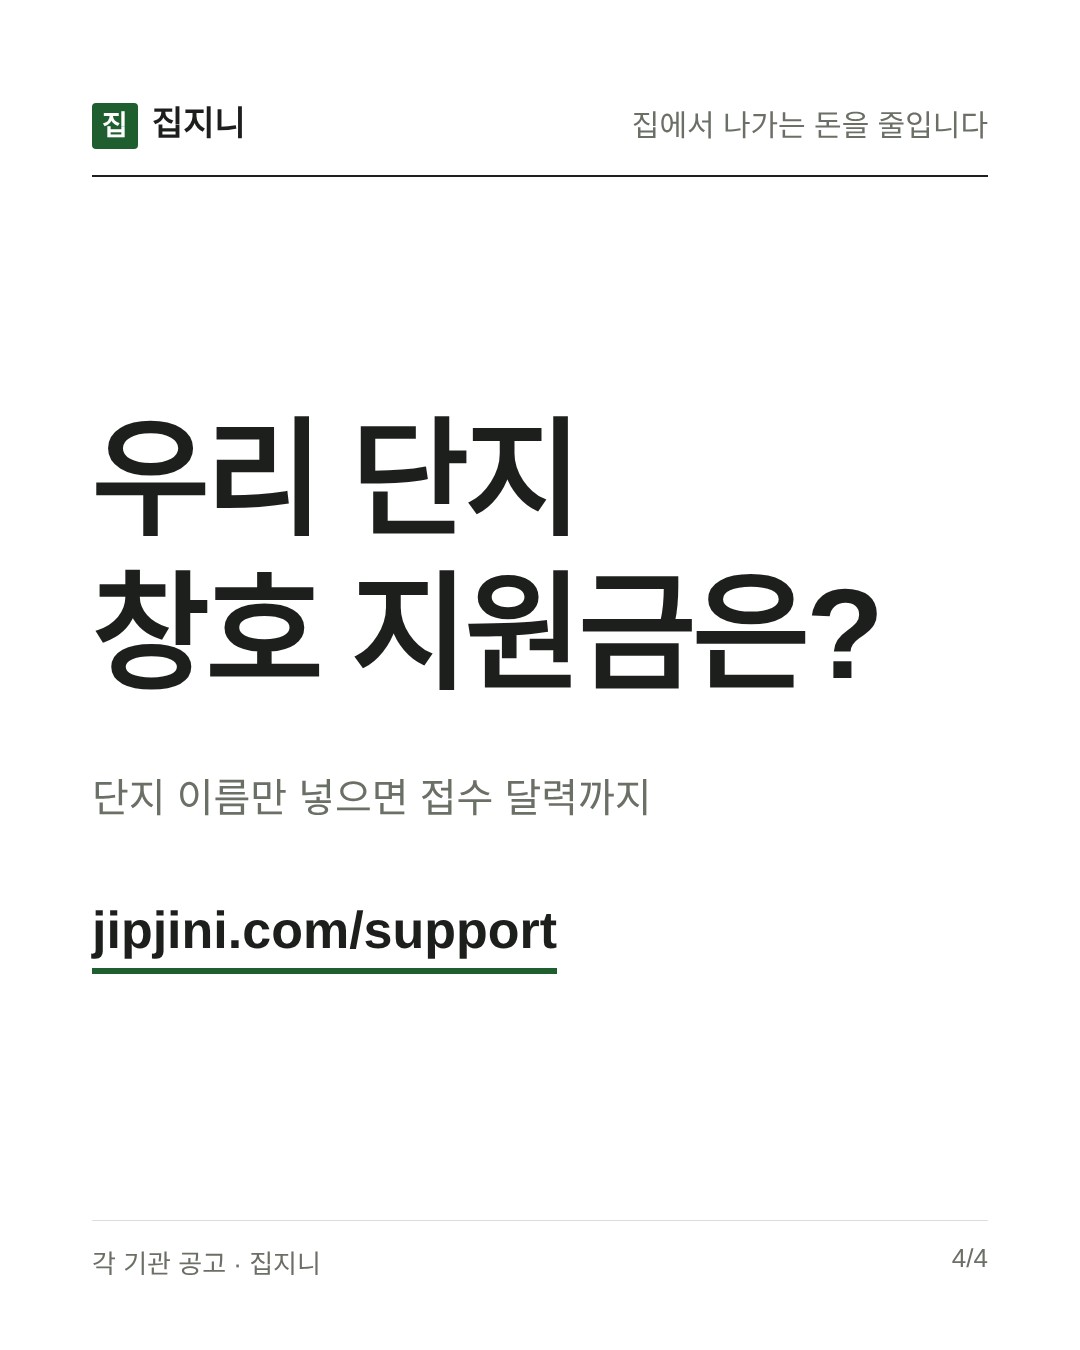 집 집지니
집에서 나가는 돈을 줄입니다
우리 단지
창호 지원금은?
단지 이름만 넣으면 접수 달력까지
jipjini.com/support
각 기관 공고 · 집지니
4/4